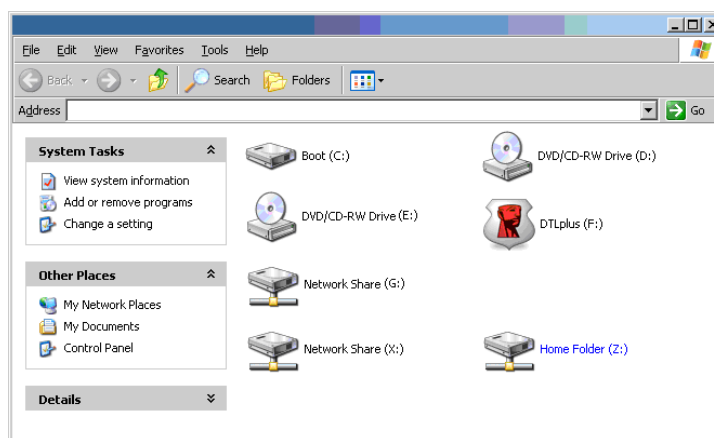 File Edit View Favorites Tools Help
Back Search Folders
Address Go
System Tasks
View system information
Add or remove programs
Change a setting
Other Places
My Network Places
My Documents
Control Panel
Details
Boot (C:) DVD/CD-RW Drive (D:)
DVD/CD-RW Drive (E:) DTLplus (F:)
Network Share (G:)
Network Share (X:) Home Folder (Z:)